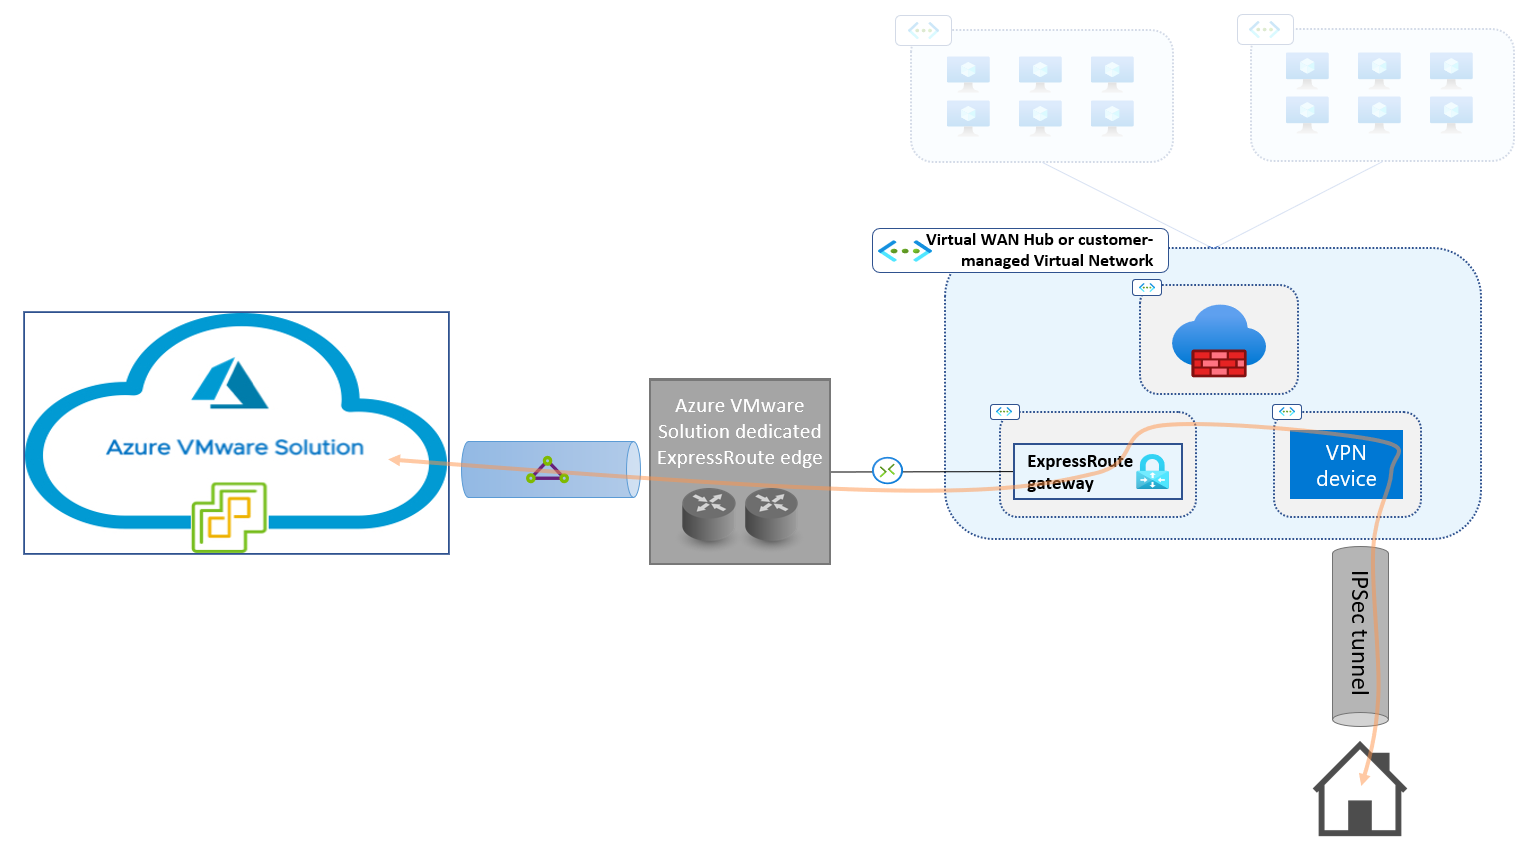 Virtual WAN Hub or customer-
managed Virtual Network
Azure VMware Solution
Azure VMware
Solution dedicated
ExpressRoute edge
ExpressRoute
gateway
VPN
device
IPSec tunnel